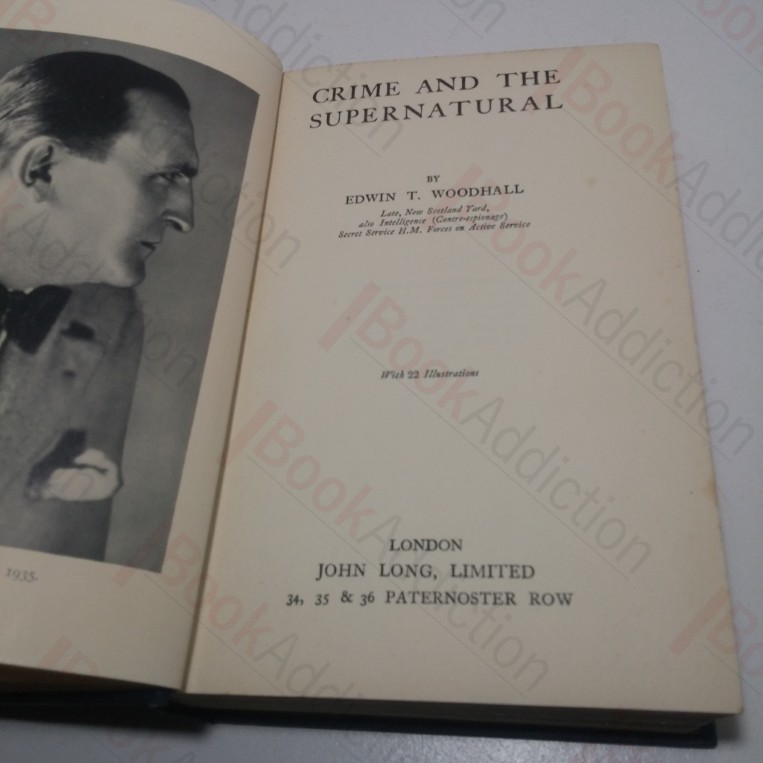 CRIME AND THE
SUPERNATURAL
BY
EDWIN T. WOODHALL
Late, New Scotland Yard,
also Intelligence (Contre-espionage)
Secret Service H.M. Forces on Active Service
With 22 Illustrations
LONDON
JOHN LONG, LIMITED
34, 35 & 36 PATERNOSTER ROW
1935.
BookAddiction